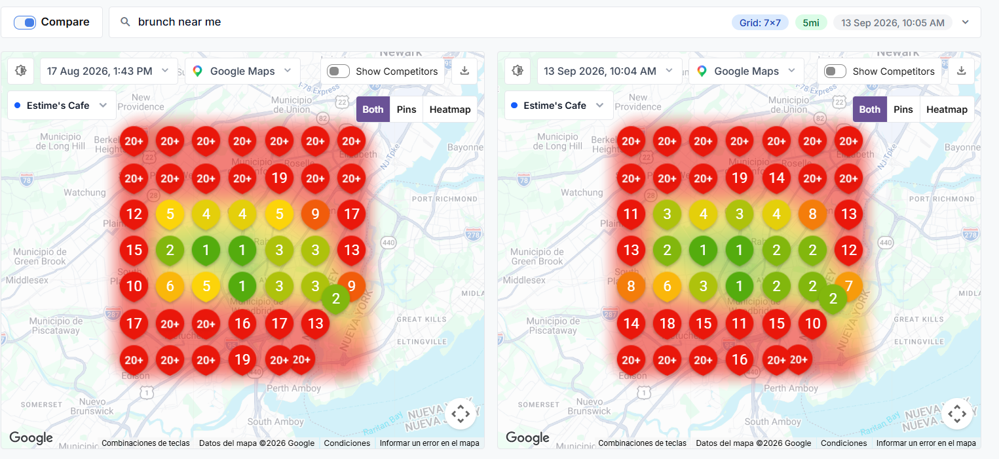 Compare
brunch near me
Grid: 7×7
5mi
13 Sep 2026, 10:05 AM
17 Aug 2026, 1:43 PM
Google Maps
Show Competitors
Estime's Cafe
Both
Pins
Heatmap
Newark
I-78 Express
New
Providence
Municipio
de Union
22
82
Municipio
de Long Hill
Berkel
Heights
22
Elizabeth
Bayonne
NJ Tpke
Municipio
Roselle
78
Watchung
28
PORT RICHMOND
278
440
Municipio de
Green Brook
Middlesex
South
Municipio de
Piscataway
287
GREAT KILLS
ELTINGVILLE
NUEVA YORK
MIDLA
95
440
Edison
1
Perth Amboy
SOMERSET
Nuevo
Brunswick
South Amboy
Raritan Bay
NUEVA
NUEVA
20+ 20+ 20+ 20+ 20+ 20+ 20+
20+ 20+ 20+ 20+ 19 20+ 20+
12 5 4 4 5 9 17
15 2 1 1 3 3 13
10 6 5 1 3 3 9
2
17 20+ 20+ 16 17 13
20+ 20+ 20+ 19 20+ 20+
Google
Combinaciones de teclas
Datos del mapa ©2026 Google
Condiciones
Informar un error en el mapa
13 Sep 2026, 10:04 AM
Google Maps
Show Competitors
Estime's Cafe
Both
Pins
Heatmap
Newark
I-78 Express
New
Providence
Municipio
de Union
22
82
Municipio
de Long Hill
Berkel
Heights
22
Elizabeth
Bayonne
NJ Tpke
Municipio
Roselle
78
Watchung
28
PORT RICHMOND
278
440
Municipio de
Green Brook
Middlesex
South
Municipio de
Piscataway
287
GREAT KILLS
ELTINGVILLE
NUEVA YORK
MIDLA
95
440
Edison
1
Perth Amboy
SOMERSET
Nuevo
Brunswick
South Amboy
Raritan Bay
NUEVA
NUEVA
20+ 20+ 20+ 20+ 20+ 20+ 20+
20+ 20+ 20+ 19 14 20+ 20+
11 3 4 3 4 8 13
13 2 1 1 2 2 12
8 6 3 1 2 2 7
2
14 18 15 11 15 10
20+ 20+ 20+ 16 20+ 20+
Google
Combinaciones de teclas
Datos del mapa ©2026 Google
Condiciones
Informar un error en el mapa